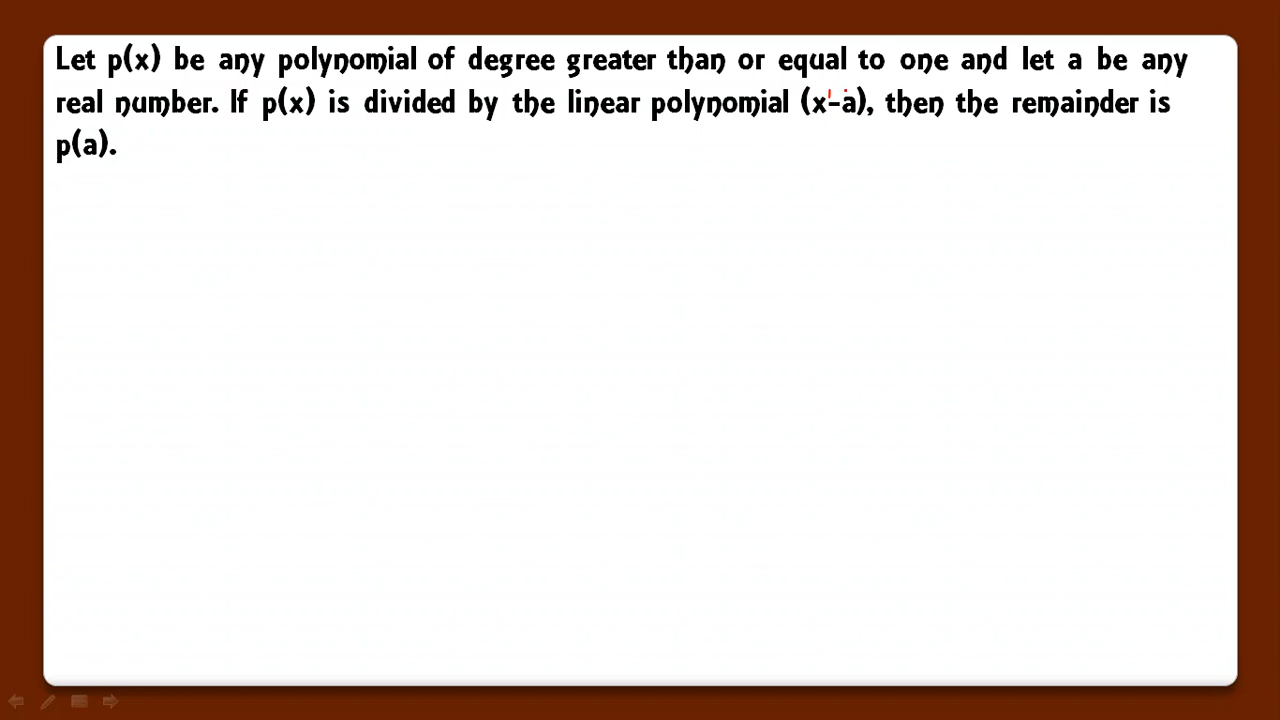 Let p(x) be any polynomial of degree greater than or equal to one and let a be any
real number. If p(x) is divided by the linear polynomial (x-a), then the remainder is
p(a).